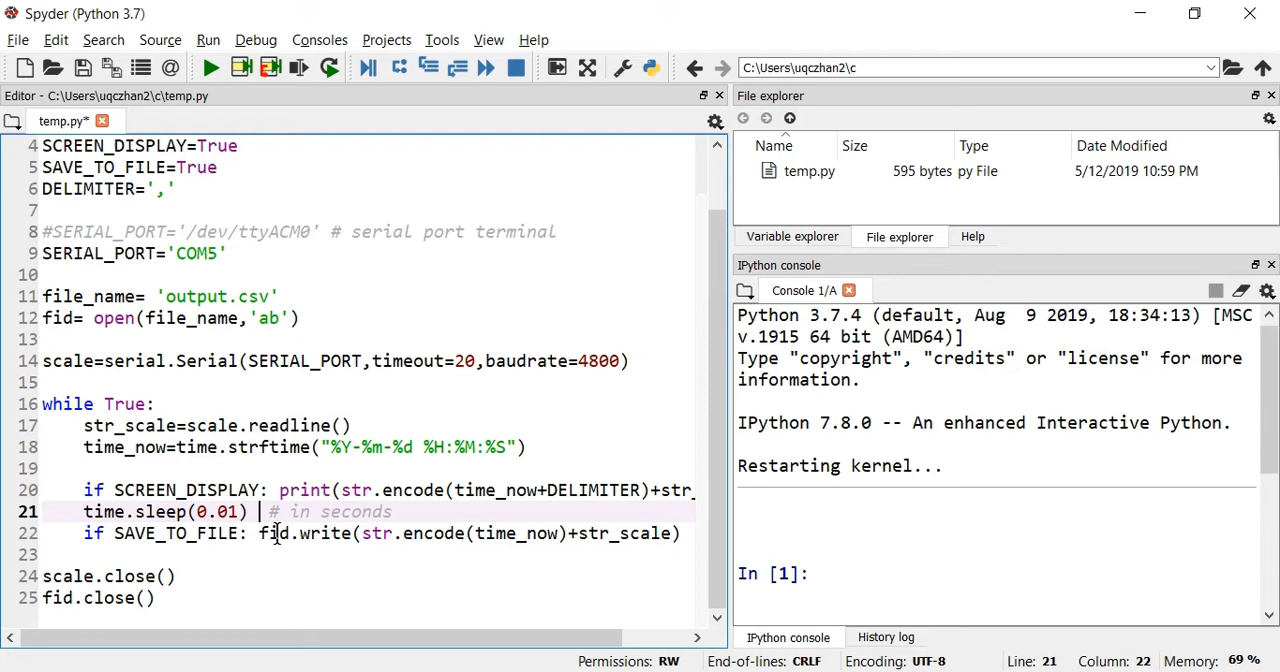 Spyder (Python 3.7)
File Edit Search Source Run Debug Consoles Projects Tools View Help
C:\Users\uqczhan2\c
Editor - C:\Users\uqczhan2\c\temp.py
temp.py*
4 SCREEN_DISPLAY=True
5 SAVE_TO_FILE=True
6 DELIMITER=','
7
8 #SERIAL_PORT='/dev/ttyACM0' # serial port terminal
9 SERIAL_PORT='COM5'
10
11 file_name= 'output.csv'
12 fid= open(file_name,'ab')
13
14 scale=serial.Serial(SERIAL_PORT,timeout=20,baudrate=4800)
15
16 while True:
17     str_scale=scale.readline()
18     time_now=time.strftime("%Y-%m-%d %H:%M:%S")
19
20     if SCREEN_DISPLAY: print(str.encode(time_now+DELIMITER)+str_
21     time.sleep(0.01) # in seconds
22     if SAVE_TO_FILE: fid.write(str.encode(time_now)+str_scale)
23
24 scale.close()
25 fid.close()
File explorer
Name Size Type Date Modified
temp.py 595 bytes py File 5/12/2019 10:59 PM
Variable explorer File explorer Help
IPython console
Console 1/A
Python 3.7.4 (default, Aug  9 2019, 18:34:13) [MSC
v.1915 64 bit (AMD64)]
Type "copyright", "credits" or "license" for more
information.
IPython 7.8.0 -- An enhanced Interactive Python.
Restarting kernel...
In [1]:
IPython console History log
Permissions: RW End-of-lines: CRLF Encoding: UTF-8 Line: 21 Column: 22 Memory: 69 %